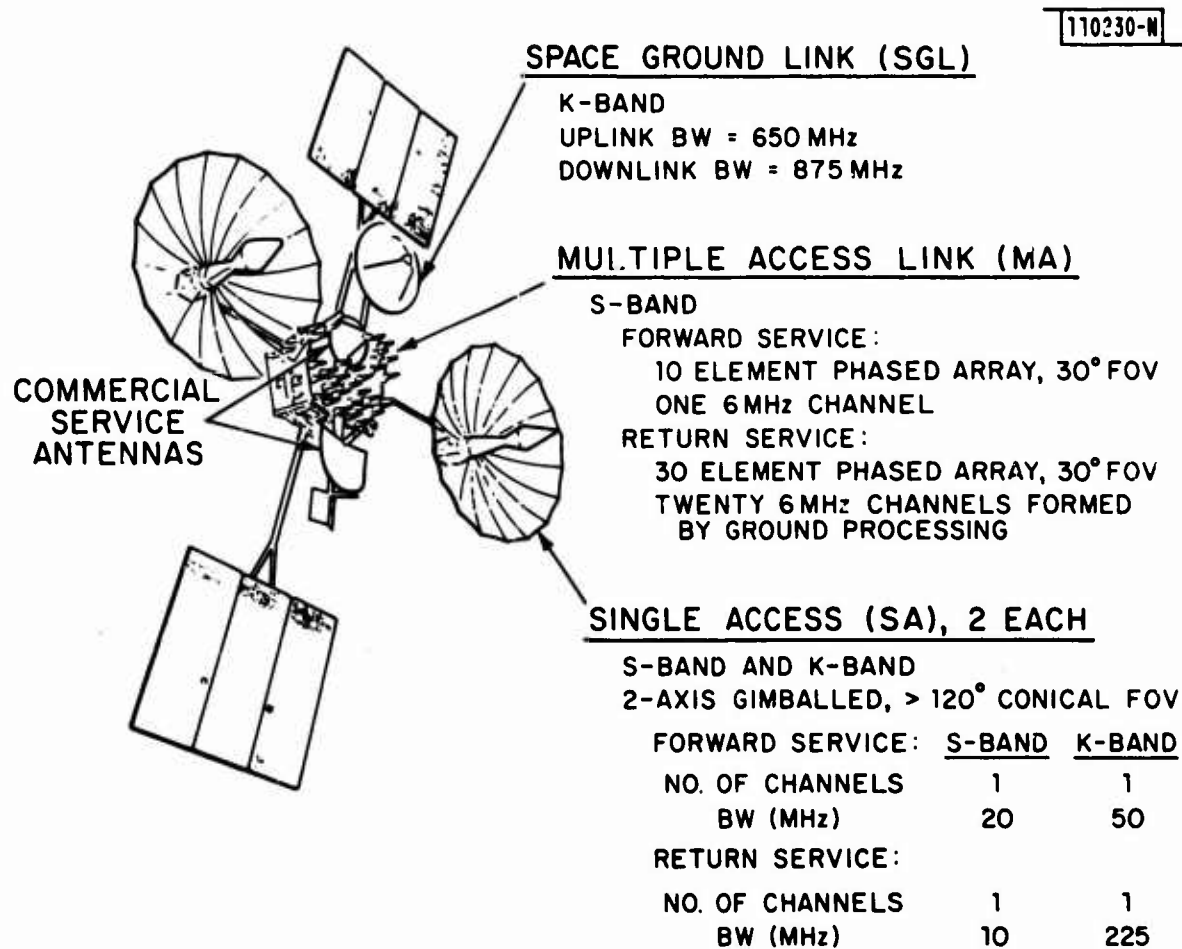 110230-N
SPACE GROUND LINK (SGL)
K-BAND
UPLINK BW = 650 MHz
DOWNLINK BW = 875 MHz
MULTIPLE ACCESS LINK (MA)
S-BAND
FORWARD SERVICE:
10 ELEMENT PHASED ARRAY, 30° FOV
ONE 6 MHz CHANNEL
RETURN SERVICE:
30 ELEMENT PHASED ARRAY, 30° FOV
TWENTY 6 MHz CHANNELS FORMED
BY GROUND PROCESSING
COMMERCIAL
SERVICE
ANTENNAS
SINGLE ACCESS (SA), 2 EACH
S-BAND AND K-BAND
2-AXIS GIMBALLED, > 120° CONICAL FOV
FORWARD SERVICE: S-BAND K-BAND
NO. OF CHANNELS 1 1
BW (MHz) 20 50
RETURN SERVICE:
NO. OF CHANNELS 1 1
BW (MHz) 10 225